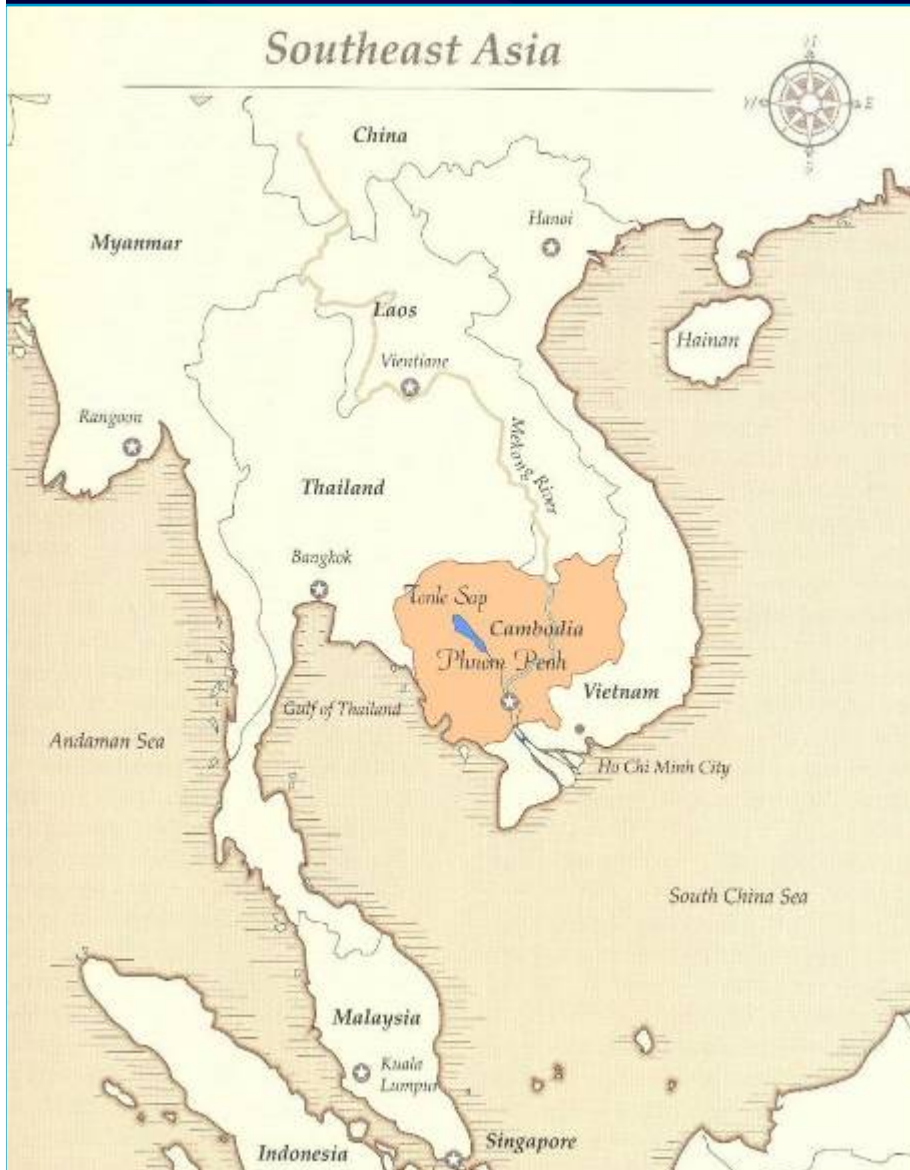 Southeast Asia
N
W E
S
China
Hanoi
Myanmar
Laos
Hainan
Vientiane
Rangoon
Mekong River
Thailand
Bangkok
Tonle Sap
Cambodia
Phnom Penh
Vietnam
Gulf of Thailand
Andaman Sea
Ho Chi Minh City
South China Sea
Malaysia
Kuala
Lumpur
Singapore
Indonesia